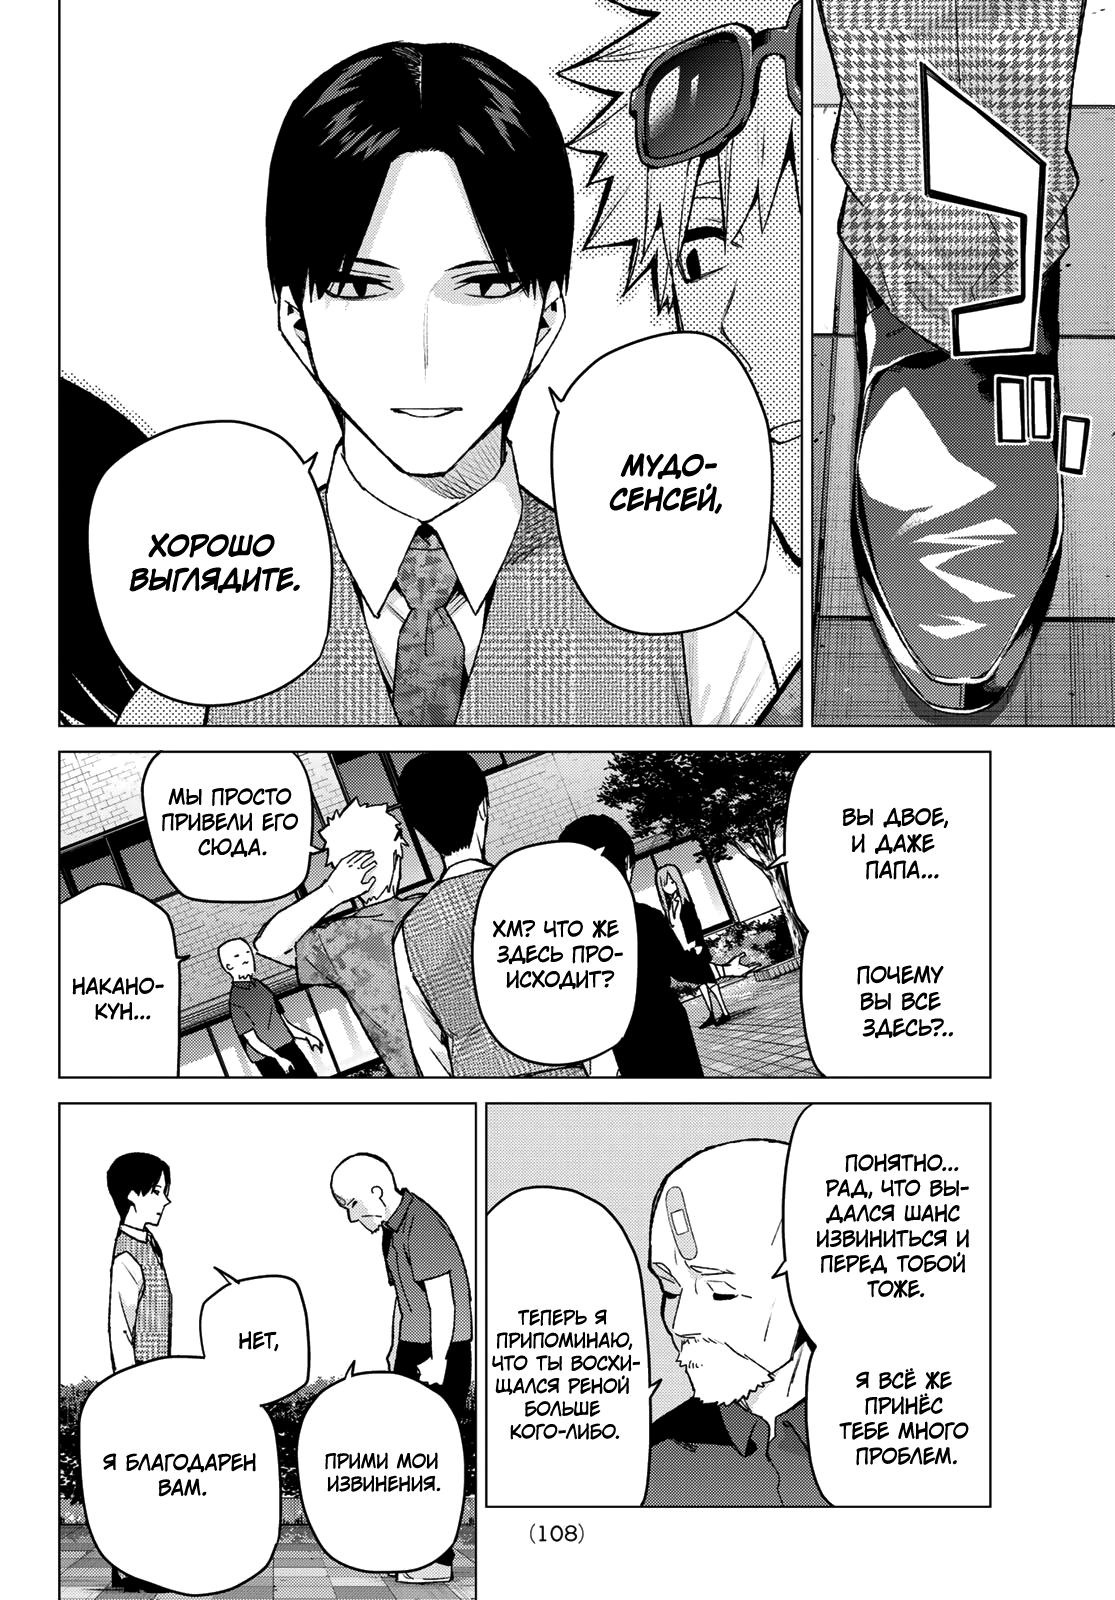 МУДО-
СЕНСЕЙ,
ХОРОШО
ВЫГЛЯДИТЕ.
ВЫ ДВОЕ,
И ДАЖЕ
ПАПА...
ПОЧЕМУ
ВЫ ВСЕ
ЗДЕСЬ?..
ХМ? ЧТО ЖЕ
ЗДЕСЬ ПРО-
ИСХОДИТ?
МЫ ПРОСТО
ПРИВЕЛИ ЕГО
СЮДА.
НАКАНО-
КУН...
ПОНЯТНО...
РАД, ЧТО ВЫ-
ДАЛСЯ ШАНС
ИЗВИНИТЬСЯ И
ПЕРЕД ТОБОЙ
ТОЖЕ.
Я ВСЁ ЖЕ
ПРИНЁС
ТЕБЕ МНОГО
ПРОБЛЕМ.
ТЕПЕРЬ Я
ПРИПОМИНАЮ,
ЧТО ТЫ ВОСХИ-
ЩАЛСЯ РЕНОЙ
БОЛЬШЕ
КОГО-ЛИБО.
ПРИМИ МОИ
ИЗВИНЕНИЯ.
НЕТ,
Я БЛАГОДАРЕН
ВАМ.
(108)